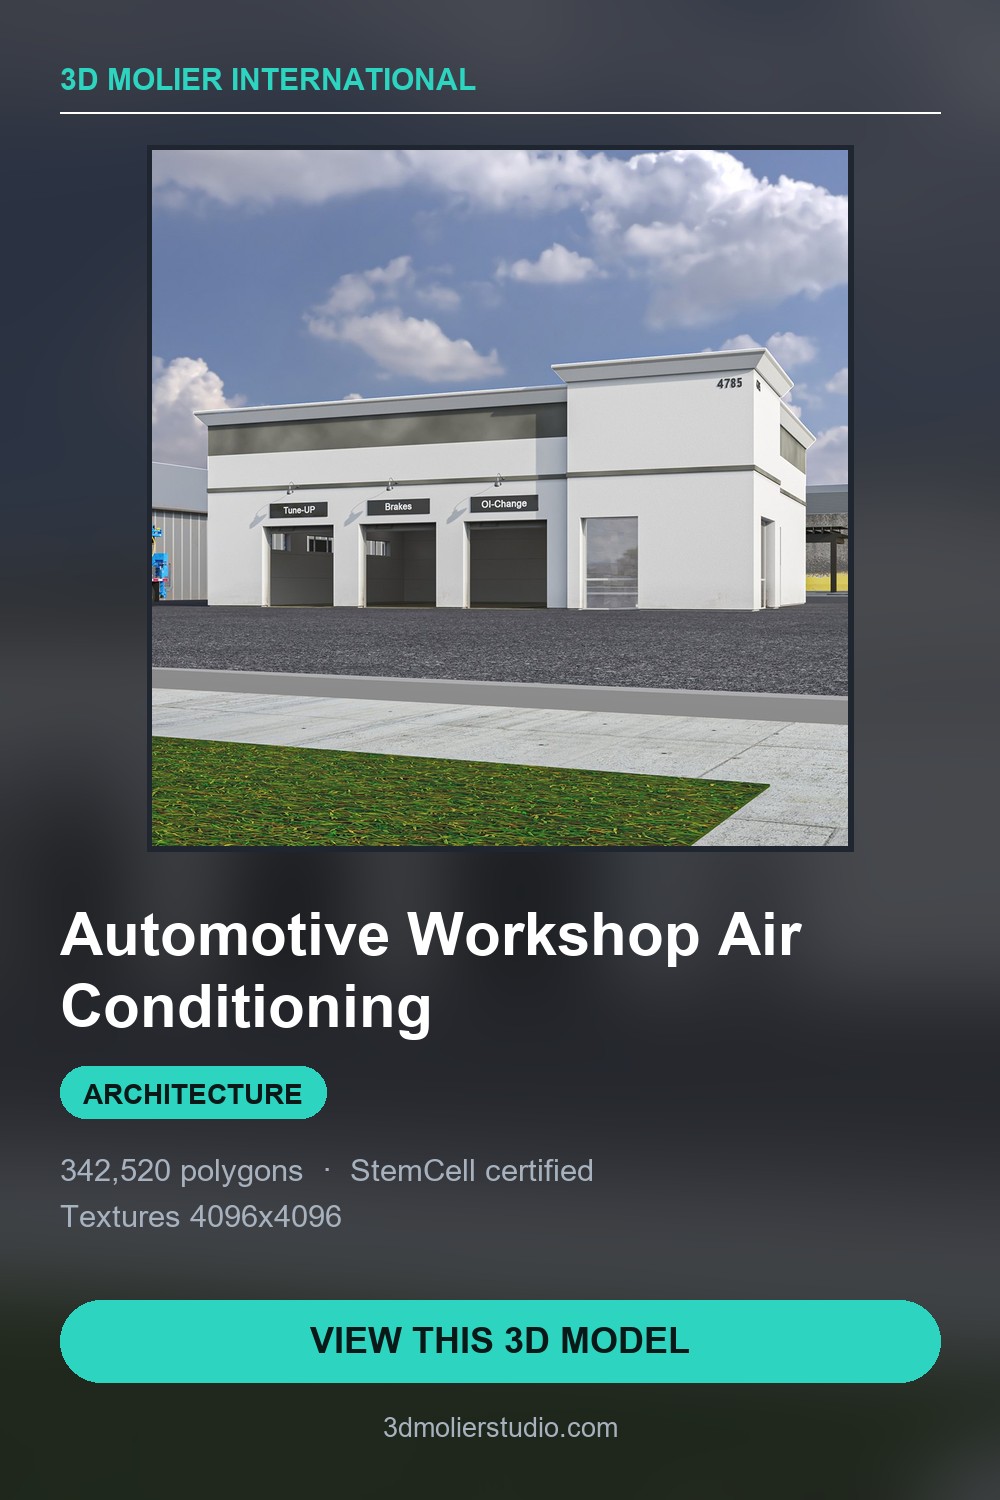 3D MOLIER INTERNATIONAL
4785
Tune-UP
Brakes
Ol-Change
Automotive Workshop Air
Conditioning
ARCHITECTURE
342,520 polygons · StemCell certified
Textures 4096x4096
VIEW THIS 3D MODEL
3dmolierstudio.com